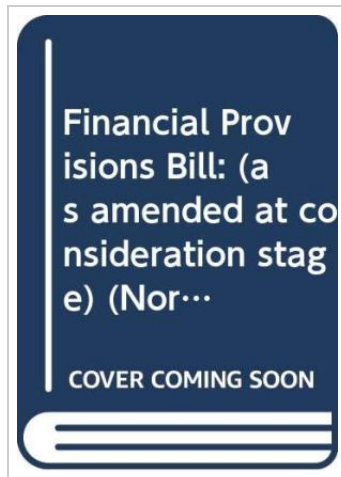 Financial Prov
isions Bill: (a
s amended at co
nsideration stag
e) (Nor…
COVER COMING SOON